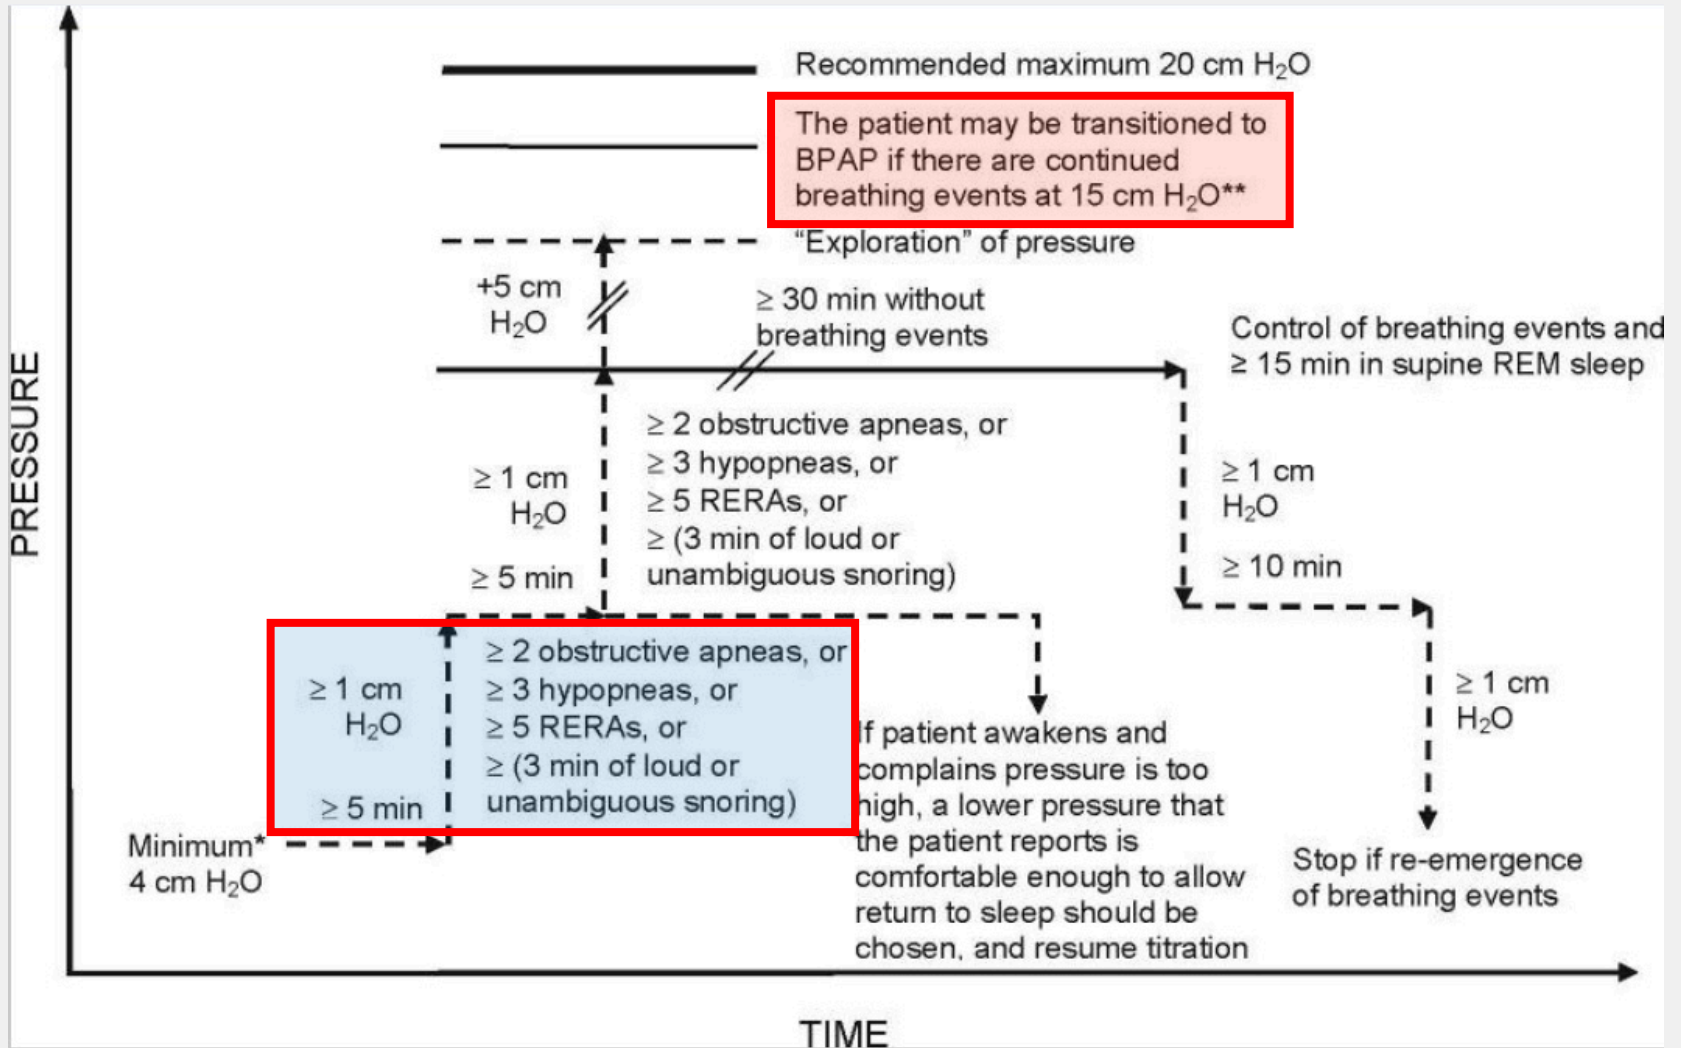 Recommended maximum 20 cm H₂O
The patient may be transitioned to
BPAP if there are continued
breathing events at 15 cm H₂O**
“Exploration” of pressure
+5 cm
H₂O
≥ 30 min without
breathing events
Control of breathing events and
≥ 15 min in supine REM sleep
PRESSURE
≥ 1 cm
H₂O
≥ 5 min
≥ 2 obstructive apneas, or
≥ 3 hypopneas, or
≥ 5 RERAs, or
≥ (3 min of loud or
unambiguous snoring)
≥ 1 cm
H₂O
≥ 10 min
≥ 1 cm
H₂O
≥ 5 min
≥ 2 obstructive apneas, or
≥ 3 hypopneas, or
≥ 5 RERAs, or
≥ (3 min of loud or
unambiguous snoring)
Minimum*
4 cm H₂O
If patient awakens and
complains pressure is too
high, a lower pressure that
the patient reports is
comfortable enough to allow
return to sleep should be
chosen, and resume titration
≥ 1 cm
H₂O
Stop if re-emergence
of breathing events
TIME